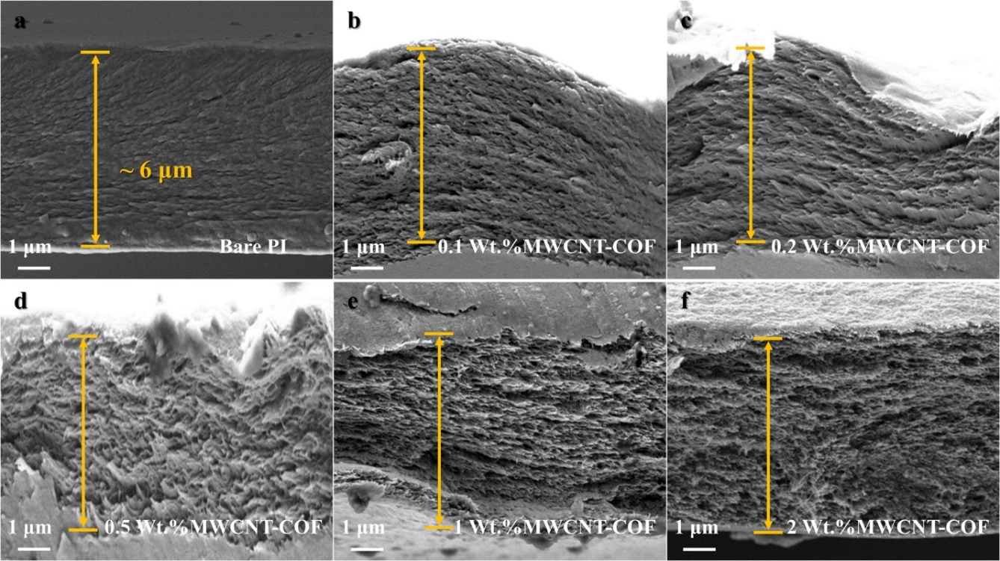 a
~ 6 μm
1 μm
Bare PI
b
1 μm
0.1 Wt.%MWCNT-COF
c
1 μm
0.2 Wt.%MWCNT-COF
d
1 μm
0.5 Wt.%MWCNT-COF
e
1 μm
1 Wt.%MWCNT-COF
f
1 μm
2 Wt.%MWCNT-COF